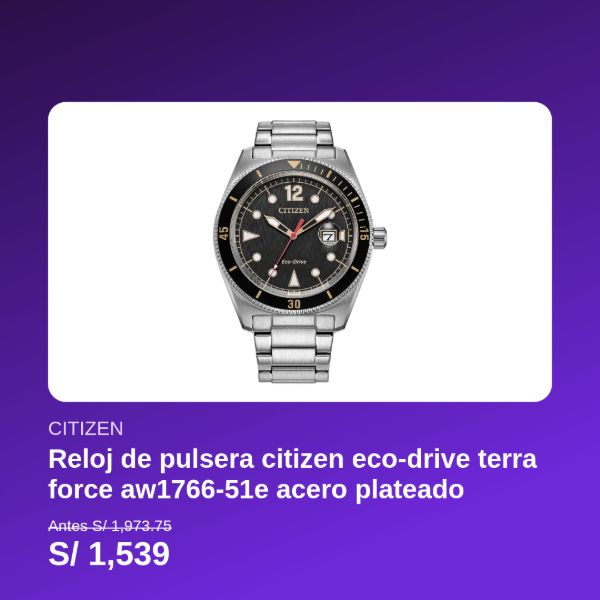 12
CITIZEN
45
15
7
Eco-Drive
30
CITIZEN
Reloj de pulsera citizen eco-drive terra
force aw1766-51e acero plateado
Antes S/ 1,973.75
S/ 1,539